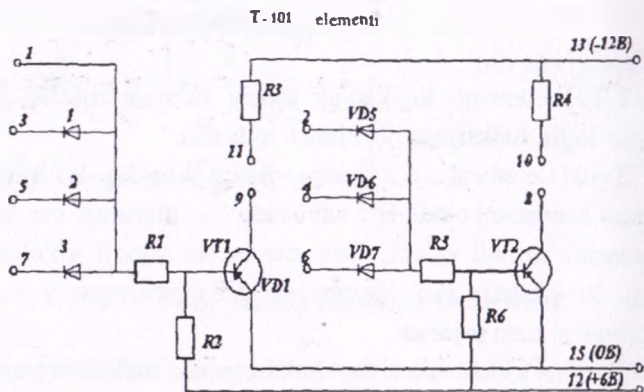 T-101 elementi
13 (-12B)
1
R3
R4
3
1
2
VD5
11
10
5
2
4
VD6
9
8
7
3
R1
VT1
6
VD7
R5
VT2
VD1
R2
R6
15 (0B)
12 (+6B)